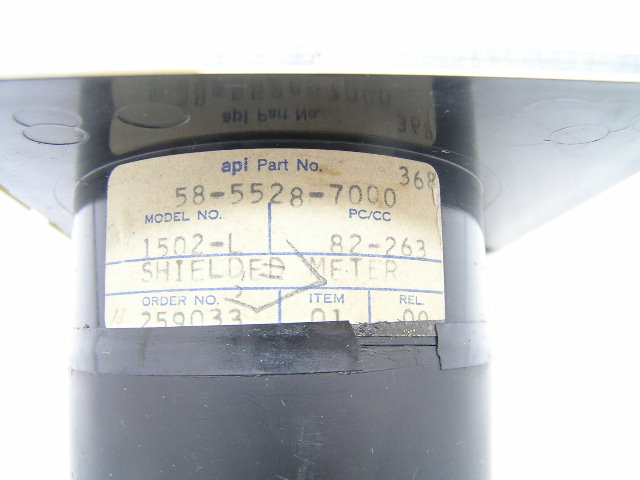 api Part No.
368
58-5528-7000
MODEL NO. PC/CC
1502-L 82-263
SHIELDED METER
ORDER NO. ITEM REL
259033 01 00